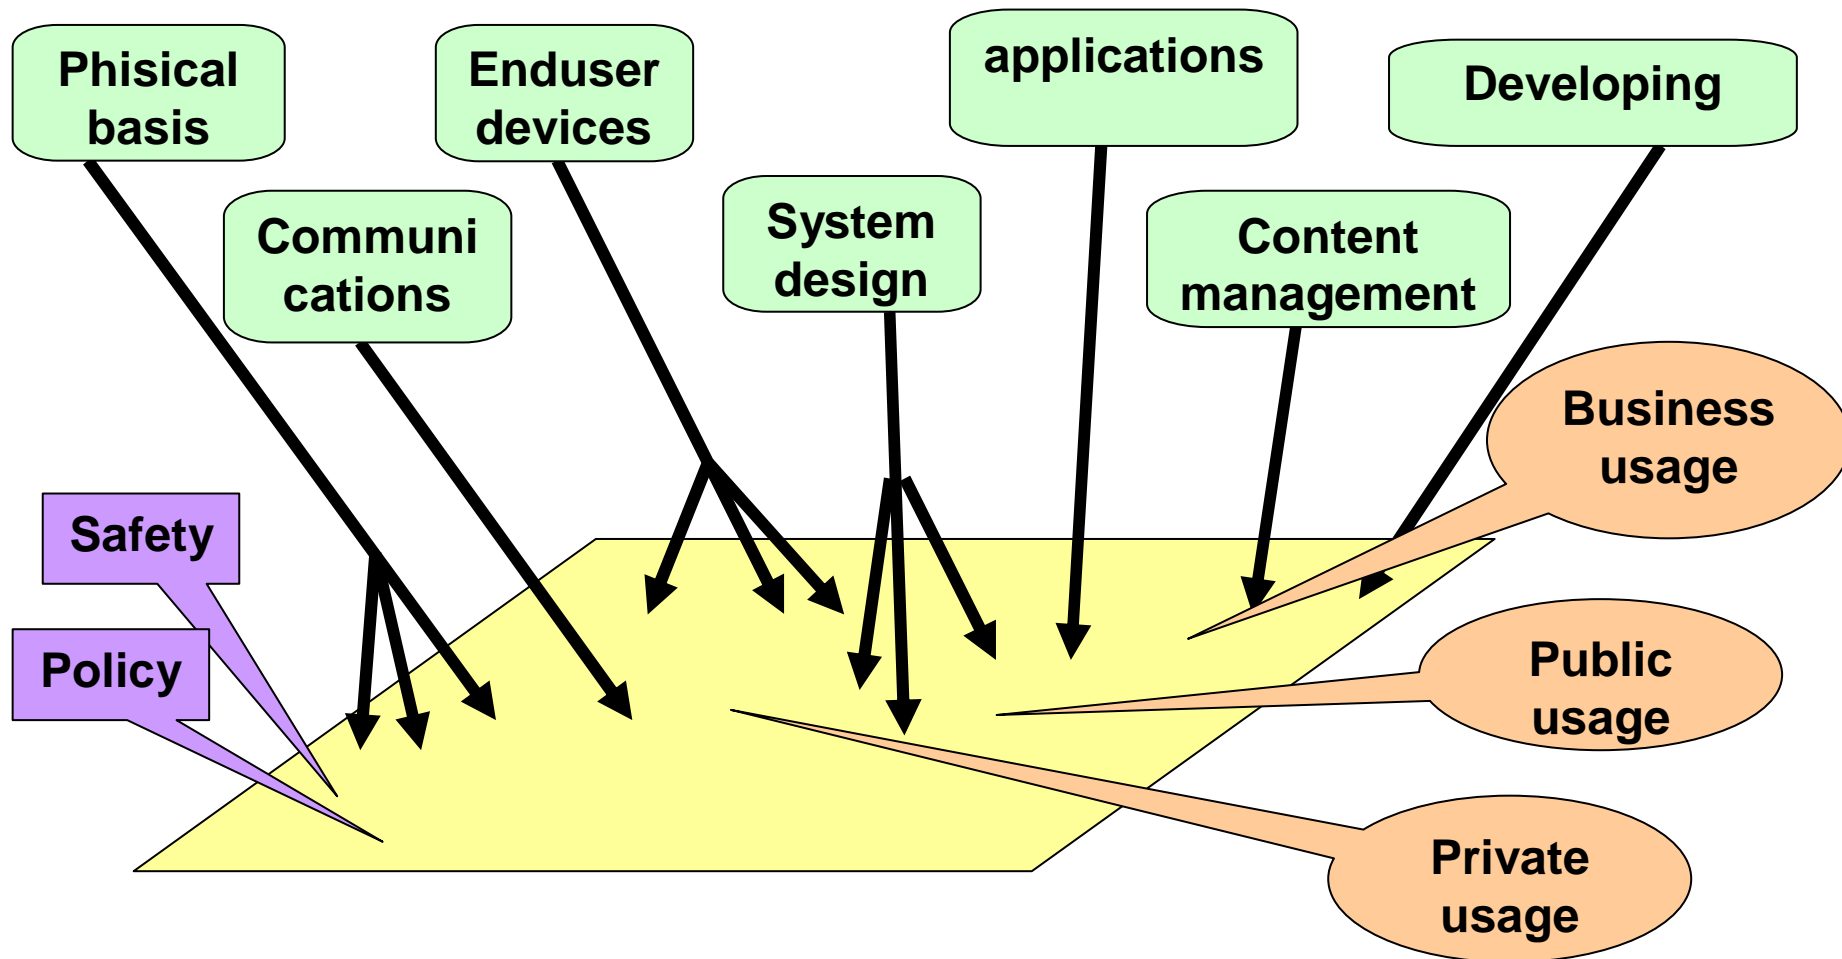 Phisical
basis
Enduser
devices
applications
Developing
Communi
cations
System
design
Content
management
Business
usage
Safety
Policy
Public
usage
Private
usage